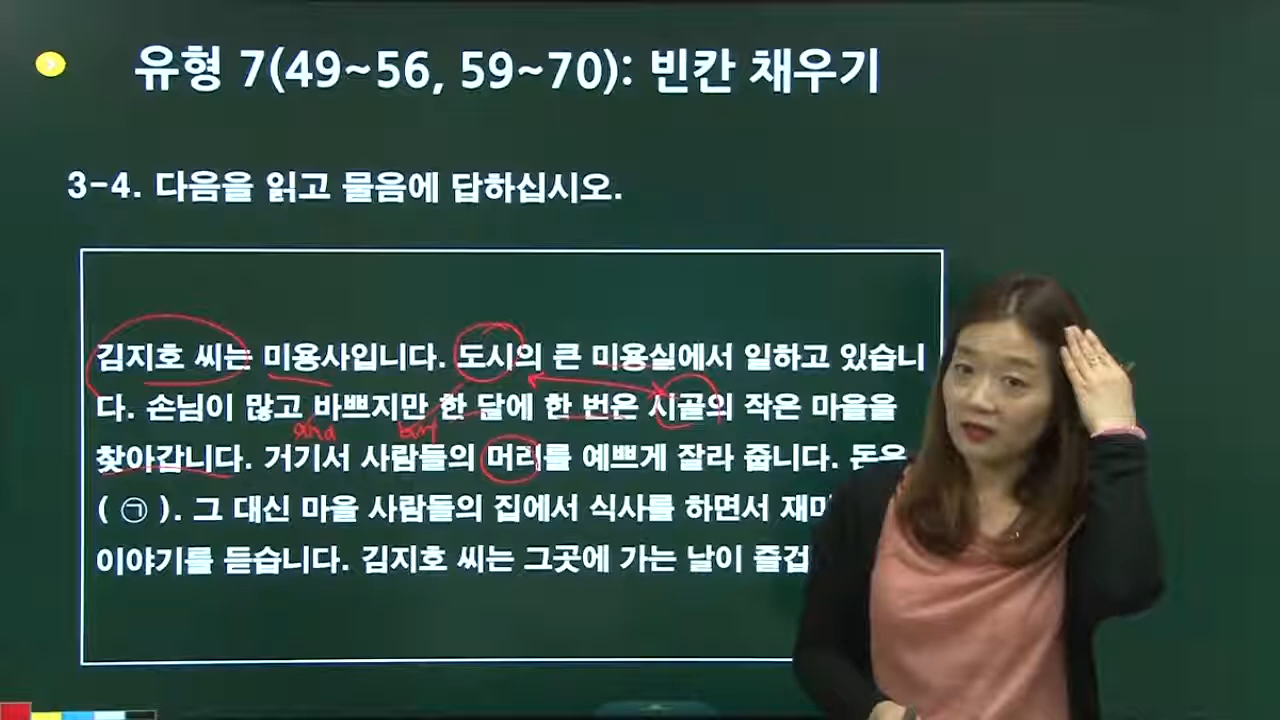 유형 7(49~56, 59~70): 빈칸 채우기
3-4. 다음을 읽고 물음에 답하십시오.
김지호 씨는 미용사입니다. 도시의 큰 미용실에서 일하고 있습니
다. 손님이 많고 바쁘지만 한 달에 한 번은 시골의 작은 마을을
and but
찾아갑니다. 거기서 사람들의 머리를 예쁘게 잘라 줍니다. 돈은
( ㉠ ). 그 대신 마을 사람들의 집에서 식사를 하면서
이야기를 듣습니다. 김지호 씨는 그곳에 가는 날이